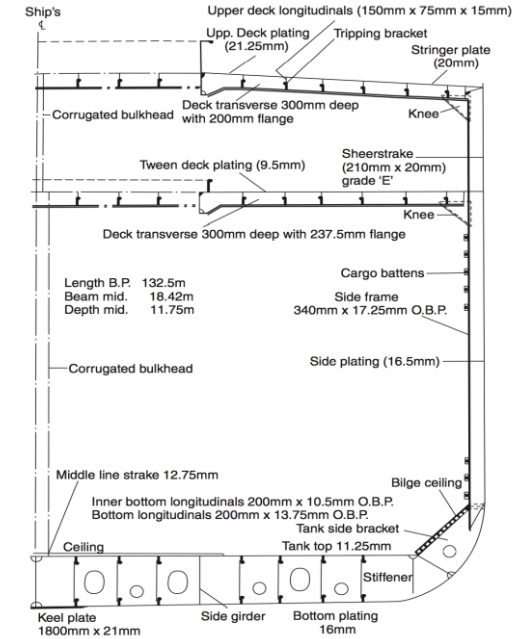 Ship's
℄
Upper deck longitudinals (150mm x 75mm x 15mm)
Upp. Deck plating
(21.25mm)
Tripping bracket
Stringer plate
(20mm)
Corrugated bulkhead
Deck transverse 300mm deep
with 200mm flange
Knee
Tween deck plating (9.5mm)
Sheerstrake
(210mm x 20mm)
grade 'E'
Knee
Deck transverse 300mm deep with 237.5mm flange
Cargo battens
Length B.P. 132.5m
Beam mid. 18.42m
Depth mid. 11.75m
Side frame
340mm x 17.25mm O.B.P.
Corrugated bulkhead
Side plating (16.5mm)
Middle line strake 12.75mm
Bilge ceiling
Inner bottom longitudinals 200mm x 10.5mm O.B.P.
Bottom longitudinals 200mm x 13.75mm O.B.P.
Tank side bracket
Ceiling
Tank top 11.25mm
Stiffener
Keel plate
1800mm x 21mm
Side girder
Bottom plating
16mm